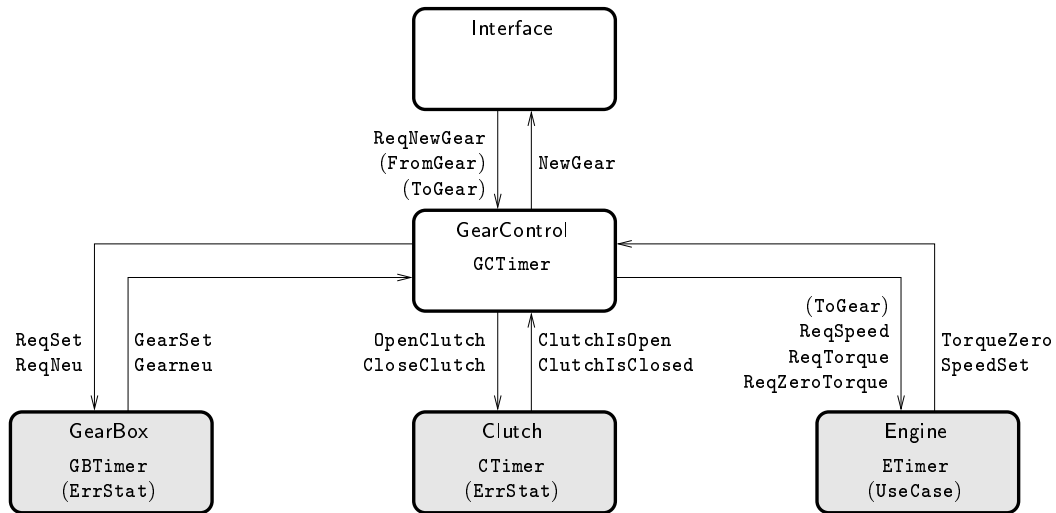 Interface
ReqNewGear
(FromGear)
(ToGear)
NewGear
GearControl
GCTimer
ReqSet
ReqNeu
GearSet
Gearneu
OpenClutch
CloseClutch
ClutchIsOpen
ClutchIsClosed
(ToGear)
ReqSpeed
ReqTorque
ReqZeroTorque
TorqueZero
SpeedSet
GearBox
GBTimer
(ErrStat)
Clutch
CTimer
(ErrStat)
Engine
ETimer
(UseCase)